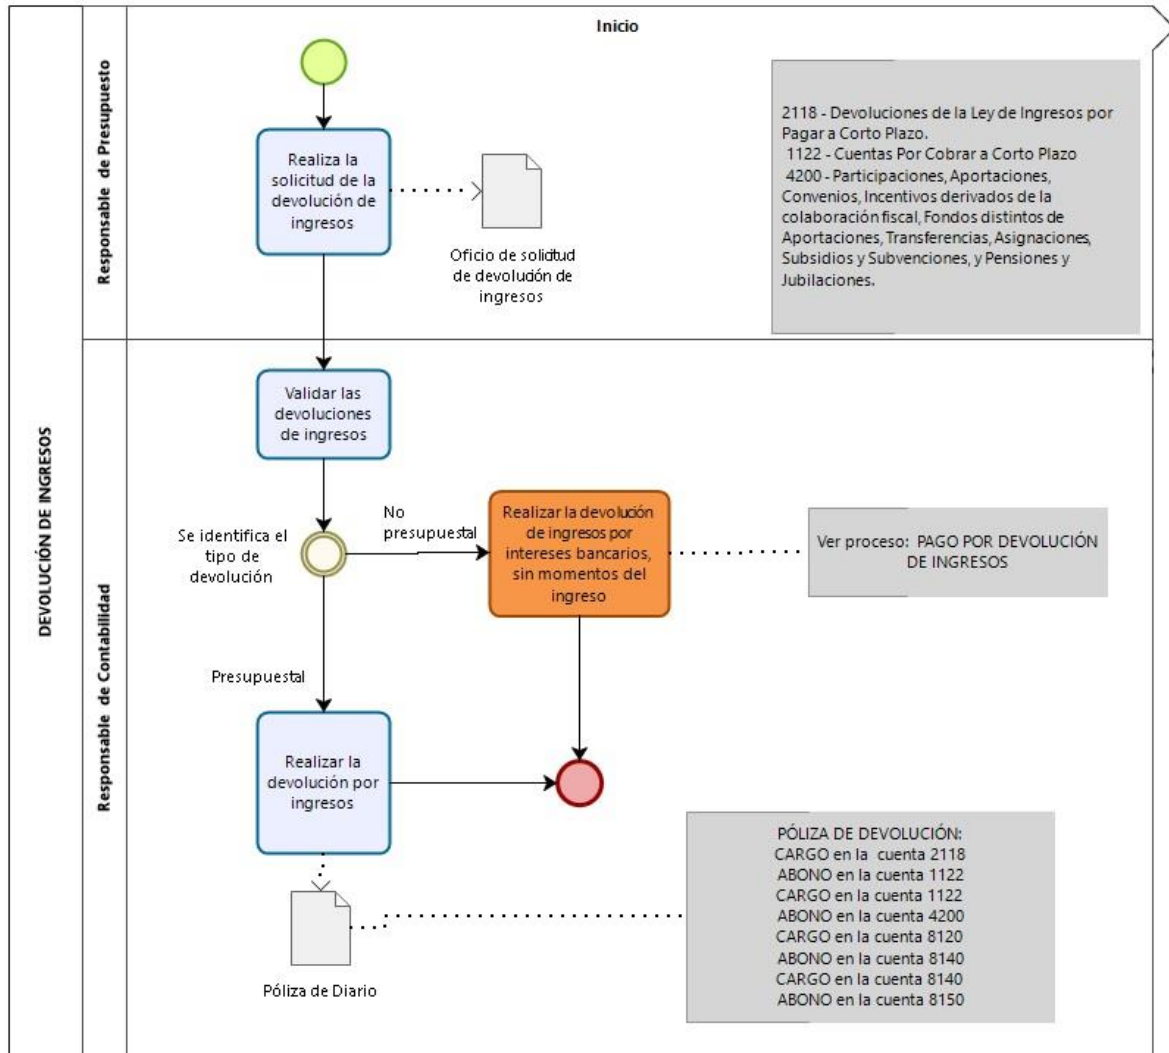 Inicio
DEVOLUCIÓN DE INGRESOS
Responsable de Presupuesto
Realiza la
solicitud de la
devolución de
ingresos
Oficio de solicitud
de devolución de
ingresos
2118 - Devoluciones de la Ley de Ingresos por
Pagar a Corto Plazo.
1122 - Cuentas Por Cobrar a Corto Plazo
4200 - Participaciones, Aportaciones,
Convenios, Incentivos derivados de la
colaboración fiscal, Fondos distintos de
Aportaciones, Transferencias, Asignaciones,
Subsidios y Subvenciones, y Pensiones y
Jubilaciones.
Responsable de Contabilidad
Validar las
devoluciones
de ingresos
Se identifica el
tipo de
devolución
No
presupuestal
Realizar la devolución
de ingresos por
intereses bancarios,
sin momentos del
ingreso
Ver proceso: PAGO POR DEVOLUCIÓN
DE INGRESOS
Presupuestal
Realizar la
devolución por
ingresos
Póliza de Diario
PÓLIZA DE DEVOLUCIÓN:
CARGO en la cuenta 2118
ABONO en la cuenta 1122
CARGO en la cuenta 1122
ABONO en la cuenta 4200
CARGO en la cuenta 8120
ABONO en la cuenta 8140
CARGO en la cuenta 8140
ABONO en la cuenta 8150